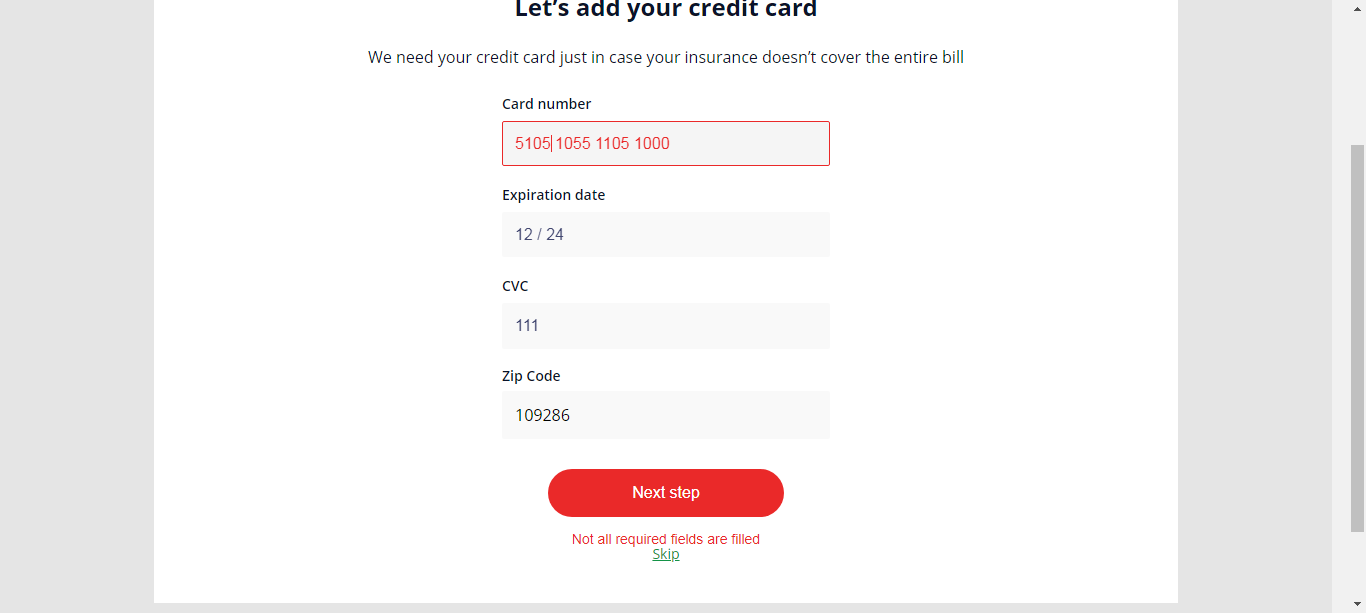 Let’s add your credit card
We need your credit card just in case your insurance doesn’t cover the entire bill
Card number
5105 1055 1105 1000
Expiration date
12 / 24
CVC
111
Zip Code
109286
Next step
Not all required fields are filled
Skip